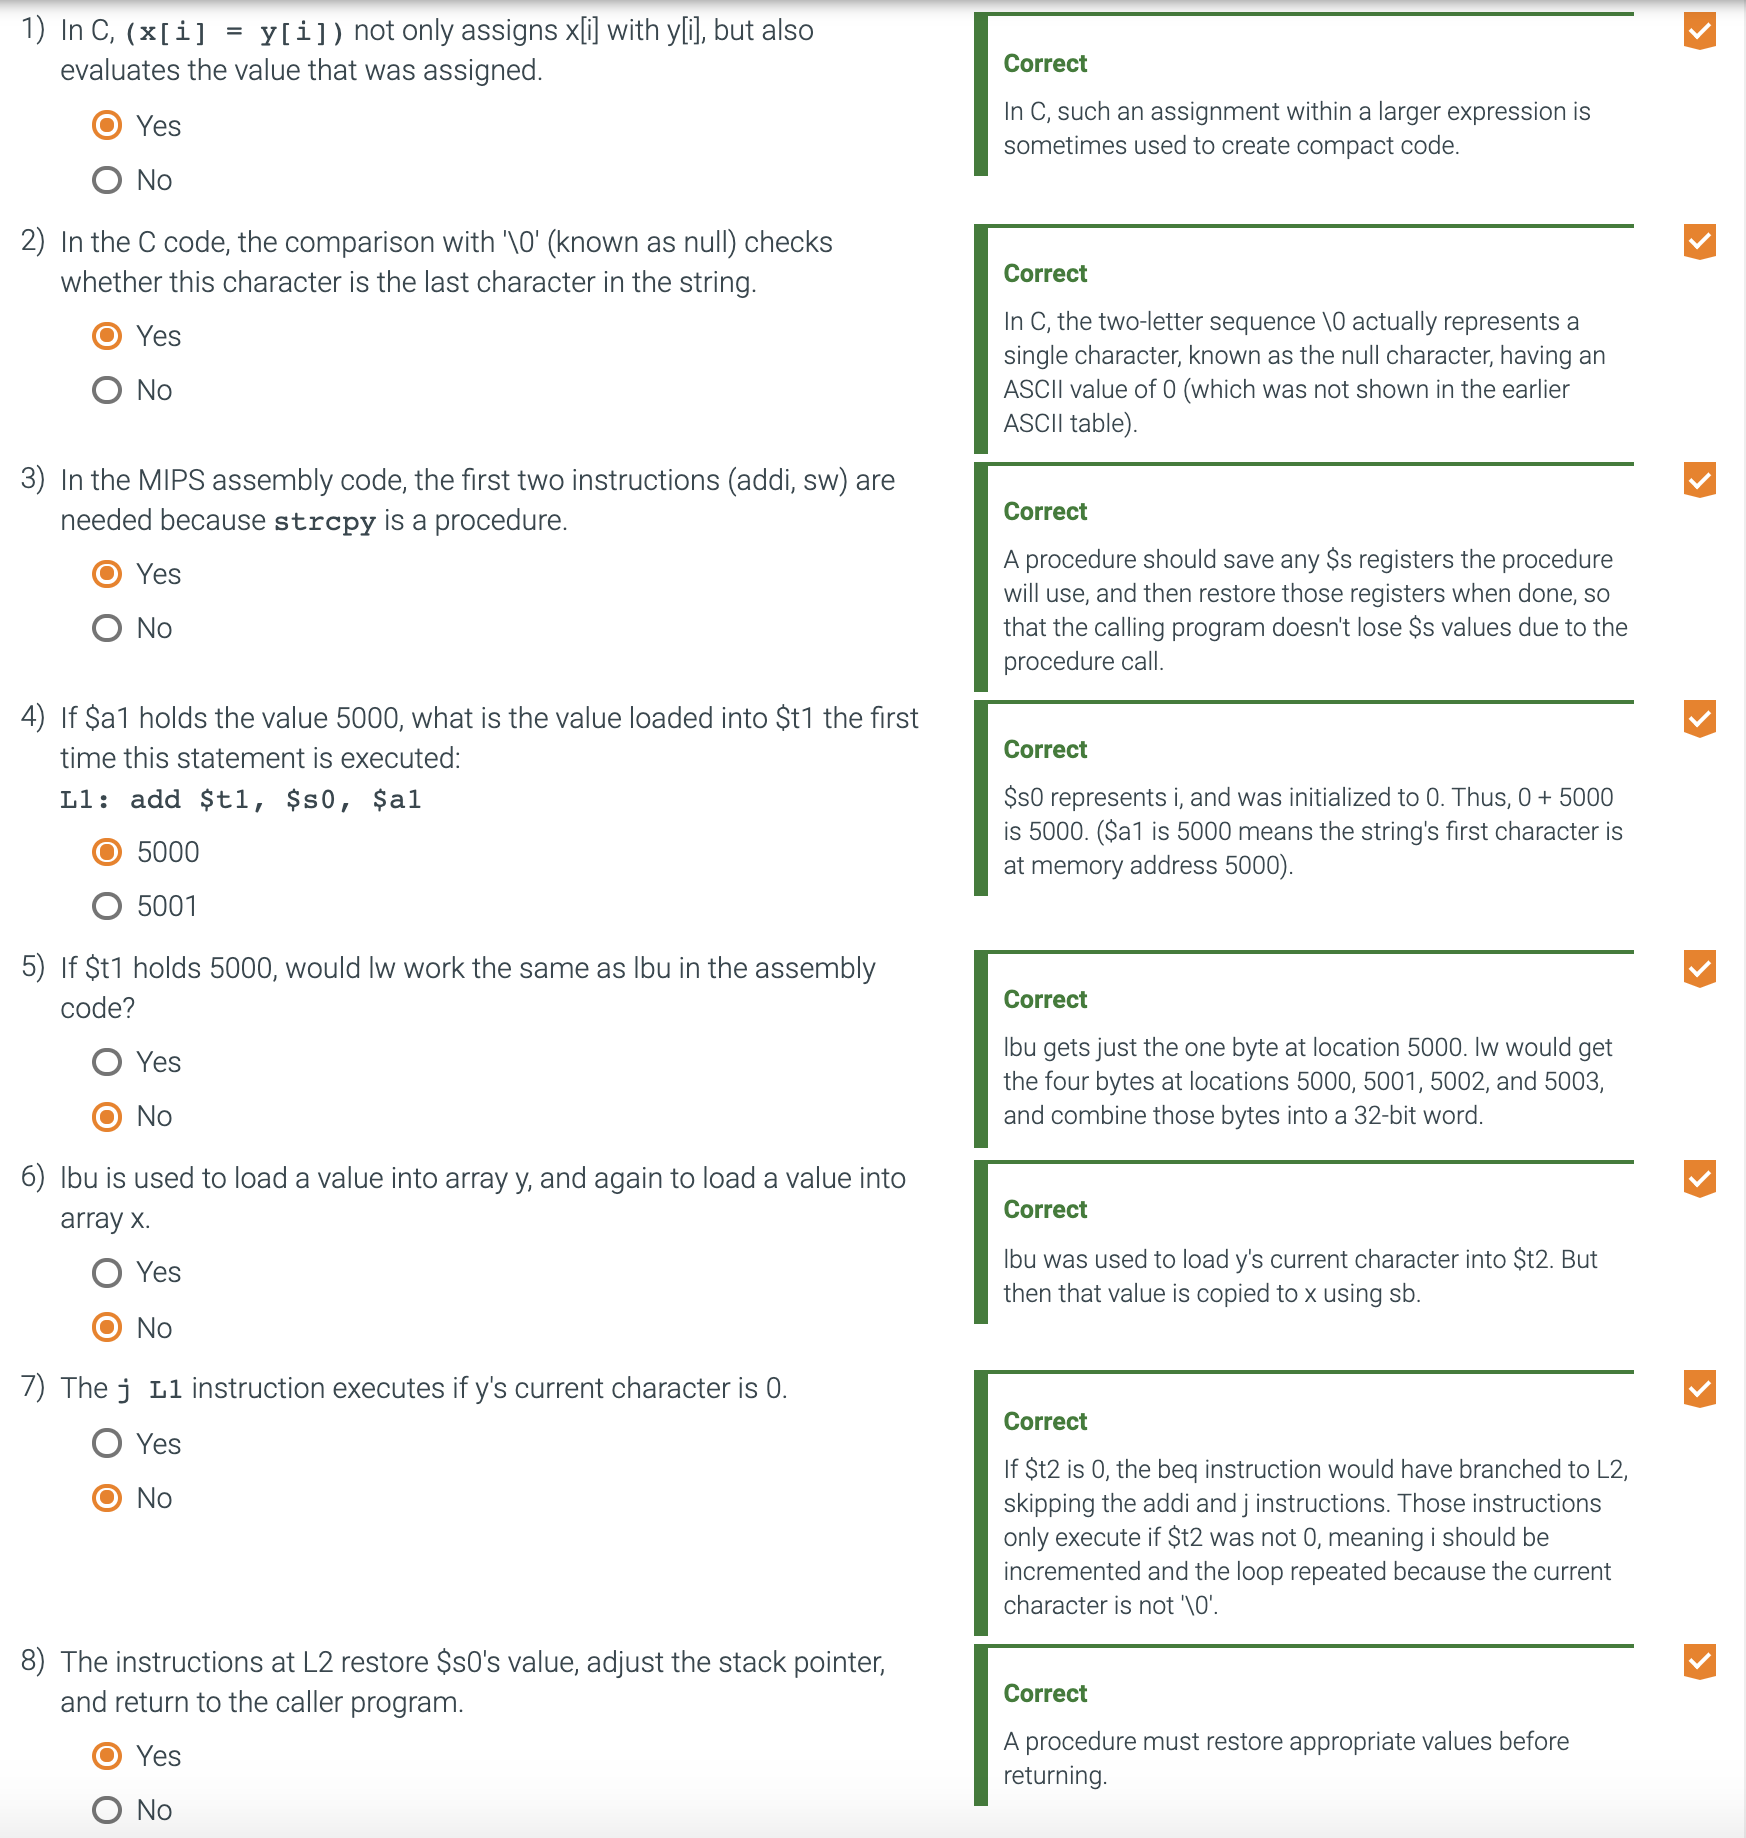 1) In C, (x[i] = y[i]) not only assigns x[i] with y[i], but also
evaluates the value that was assigned.
Yes
No
Correct
In C, such an assignment within a larger expression is
sometimes used to create compact code.
2) In the C code, the comparison with '\0' (known as null) checks
whether this character is the last character in the string.
Yes
No
Correct
In C, the two-letter sequence \0 actually represents a
single character, known as the null character, having an
ASCII value of 0 (which was not shown in the earlier
ASCII table).
3) In the MIPS assembly code, the first two instructions (addi, sw) are
needed because strcpy is a procedure.
Yes
No
Correct
A procedure should save any $s registers the procedure
will use, and then restore those registers when done, so
that the calling program doesn't lose $s values due to the
procedure call.
4) If $a1 holds the value 5000, what is the value loaded into $t1 the first
time this statement is executed:
L1: add $t1, $s0, $a1
5000
5001
Correct
$s0 represents i, and was initialized to 0. Thus, 0 + 5000
is 5000. ($a1 is 5000 means the string's first character is
at memory address 5000).
5) If $t1 holds 5000, would lw work the same as lbu in the assembly
code?
Yes
No
Correct
lbu gets just the one byte at location 5000. lw would get
the four bytes at locations 5000, 5001, 5002, and 5003,
and combine those bytes into a 32-bit word.
6) lbu is used to load a value into array y, and again to load a value into
array x.
Yes
No
Correct
lbu was used to load y's current character into $t2. But
then that value is copied to x using sb.
7) The j L1 instruction executes if y's current character is 0.
Yes
No
Correct
If $t2 is 0, the beq instruction would have branched to L2,
skipping the addi and j instructions. Those instructions
only execute if $t2 was not 0, meaning i should be
incremented and the loop repeated because the current
character is not '\0'.
8) The instructions at L2 restore $s0's value, adjust the stack pointer,
and return to the caller program.
Yes
No
Correct
A procedure must restore appropriate values before
returning.